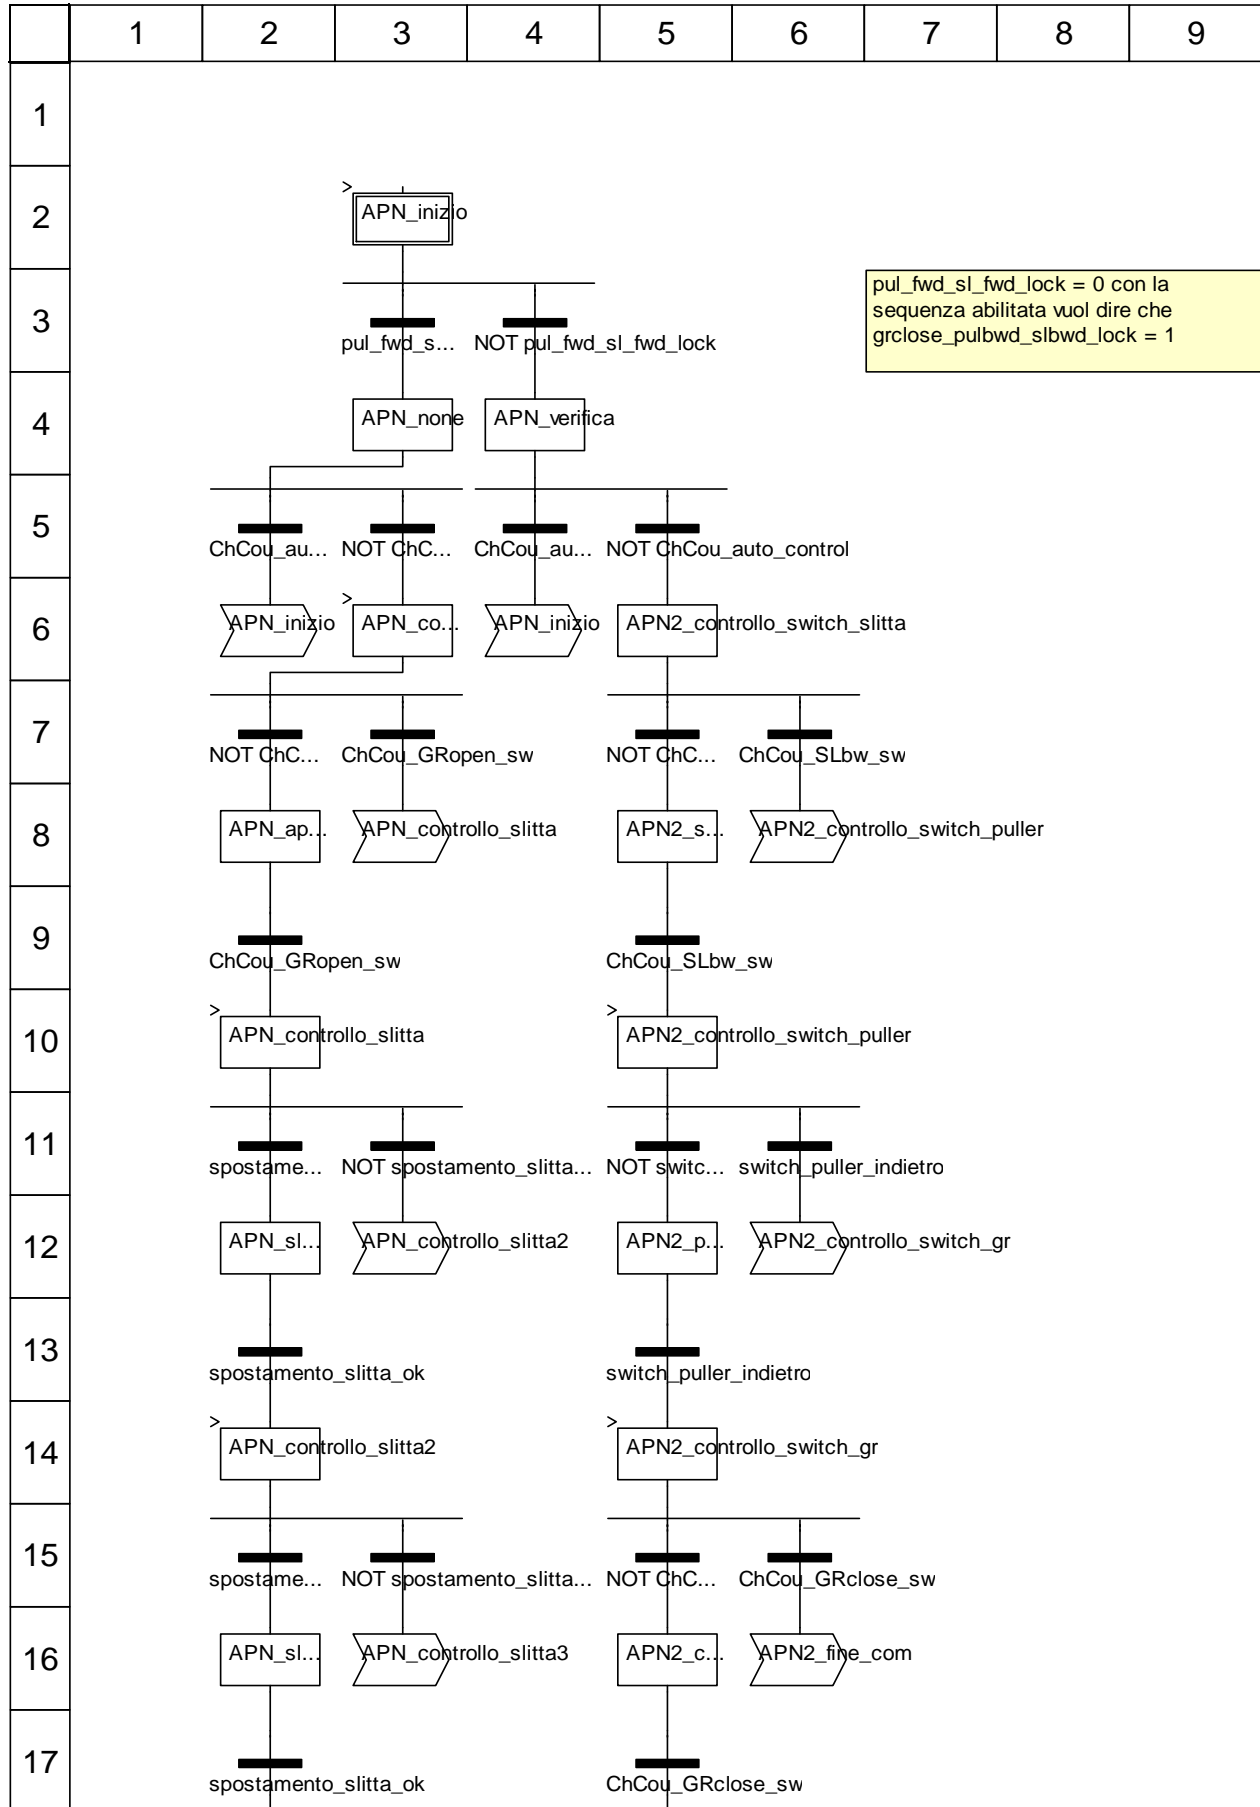 1 2 3 4 5 6 7 8 9
1
>
2
APN_inizio
pul_fwd_sl_fwd_lock = 0 con la
sequenza abilitata vuol dire che
grclose_pulbwd_slbwd_lock = 1
3
pul_fwd_s... NOT pul_fwd_sl_fwd_lock
4
APN_none APN_verifica
5
ChCou_au... NOT ChC... ChCou_au... NOT ChCou_auto_control
>
6
APN_inizio APN_co... APN_inizio APN2_controllo_switch_slitta
7
NOT ChC... ChCou_GRopen_sw NOT ChC... ChCou_SLbw_sw
8
APN_ap... APN_controllo_slitta APN2_s... APN2_controllo_switch_puller
9
ChCou_GRopen_sw ChCou_SLbw_sw
> >
10
APN_controllo_slitta APN2_controllo_switch_puller
11
spostame... NOT spostamento_slitta... NOT switc... switch_puller_indietro
12
APN_sl... APN_controllo_slitta2 APN2_p... APN2_controllo_switch_gr
13
spostamento_slitta_ok switch_puller_indietro
> >
14
APN_controllo_slitta2 APN2_controllo_switch_gr
15
spostame... NOT spostamento_slitta... NOT ChC... ChCou_GRclose_sw
16
APN_sl... APN_controllo_slitta3 APN2_c... APN2_fine_com
17
spostamento_slitta_ok ChCou_GRclose_sw